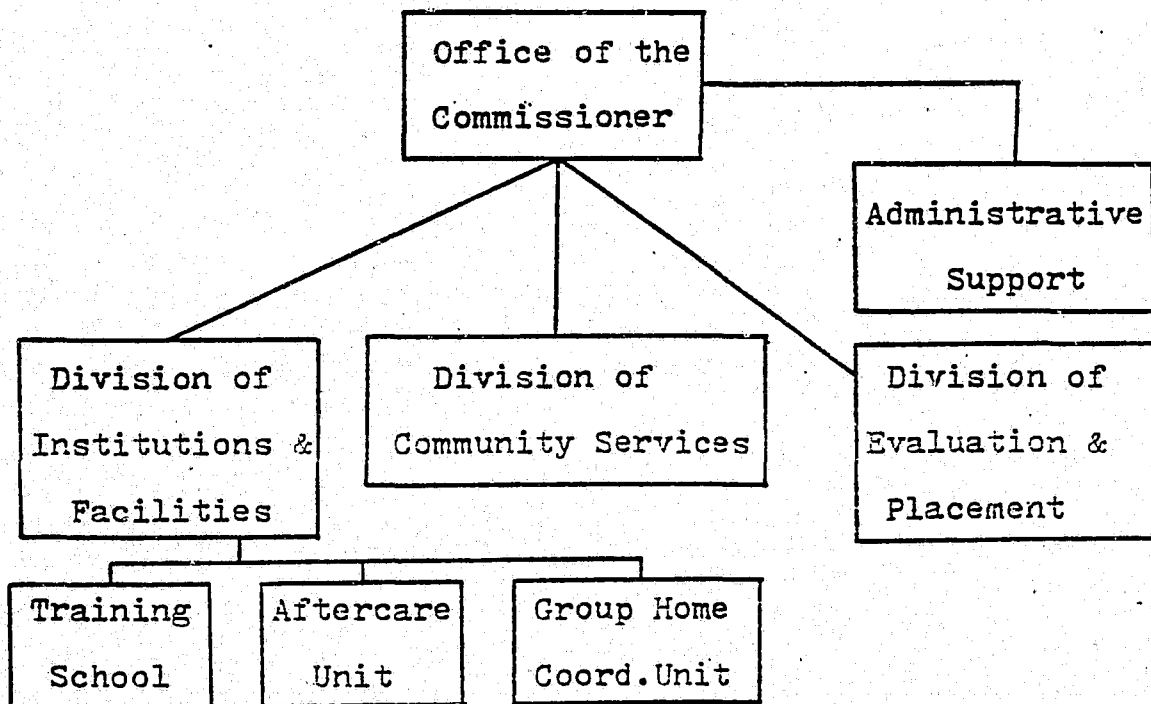 Office of the
Commissioner
Administrative
Support
Division of
Institutions &
Facilities
Division of
Community Services
Division of
Evaluation &
Placement
Training
School
Aftercare
Unit
Group Home
Coord.Unit